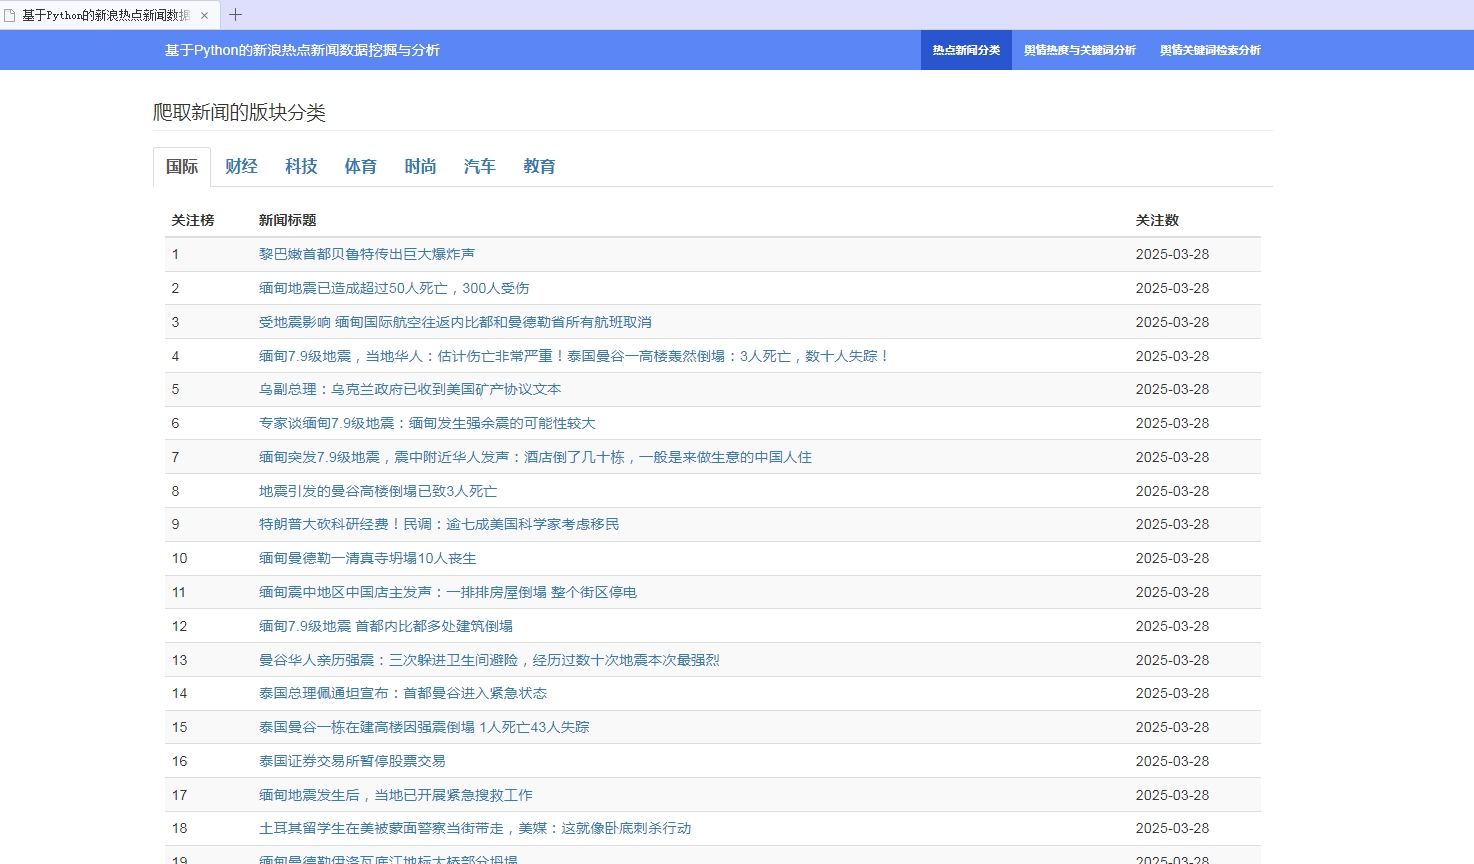 基于Python的新浪热点新闻数据
基于Python的新浪热点新闻数据挖掘与分析 热点新闻分类 舆情热度与关键词分析 舆情关键词检索分析
爬取新闻的版块分类
国际 财经 科技 体育 时尚 汽车 教育
关注榜 新闻标题 关注数
1 黎巴嫩首都贝鲁特传出巨大爆炸声 2025-03-28
2 缅甸地震已造成超过50人死亡，300人受伤 2025-03-28
3 受地震影响 缅甸国际航空往返内比都和曼德勒省所有航班取消 2025-03-28
4 缅甸7.9级地震，当地华人：估计伤亡非常严重！泰国曼谷一高楼轰然倒塌：3人死亡，数十人失踪！ 2025-03-28
5 乌副总理：乌克兰政府已收到美国矿产协议文本 2025-03-28
6 专家谈缅甸7.9级地震：缅甸发生强余震的可能性较大 2025-03-28
7 缅甸突发7.9级地震，震中附近华人发声：酒店倒了几十栋，一般是来做生意的中国人住 2025-03-28
8 地震引发的曼谷高楼倒塌已致3人死亡 2025-03-28
9 特朗普大砍科研经费！民调：逾七成美国科学家考虑移民 2025-03-28
10 缅甸曼德勒一清真寺坍塌10人丧生 2025-03-28
11 缅甸震中地区中国店主发声：一排排房屋倒塌 整个街区停电 2025-03-28
12 缅甸7.9级地震 首都内比都多处建筑倒塌 2025-03-28
13 曼谷华人亲历强震：三次躲进卫生间避险，经历过数十次地震本次最强烈 2025-03-28
14 泰国总理佩通坦宣布：首都曼谷进入紧急状态 2025-03-28
15 泰国曼谷一栋在建高楼因强震倒塌 1人死亡43人失踪 2025-03-28
16 泰国证券交易所暂停股票交易 2025-03-28
17 缅甸地震发生后，当地已开展紧急搜救工作 2025-03-28
18 土耳其留学生在美被蒙面警察当街带走，美媒：这就像卧底刺杀行动 2025-03-28
19 缅甸曼德勒伊洛瓦底江地标大桥部分坍塌 2025-03-28